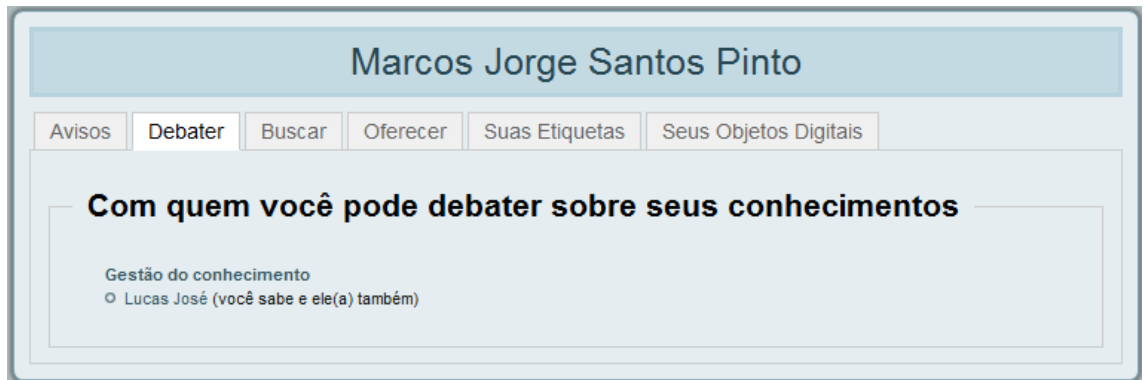 Marcos Jorge Santos Pinto
Avisos Debater Buscar Oferecer Suas Etiquetas Seus Objetos Digitais
Com quem você pode debater sobre seus conhecimentos
Gestão do conhecimento
Lucas José (você sabe e ele(a) também)